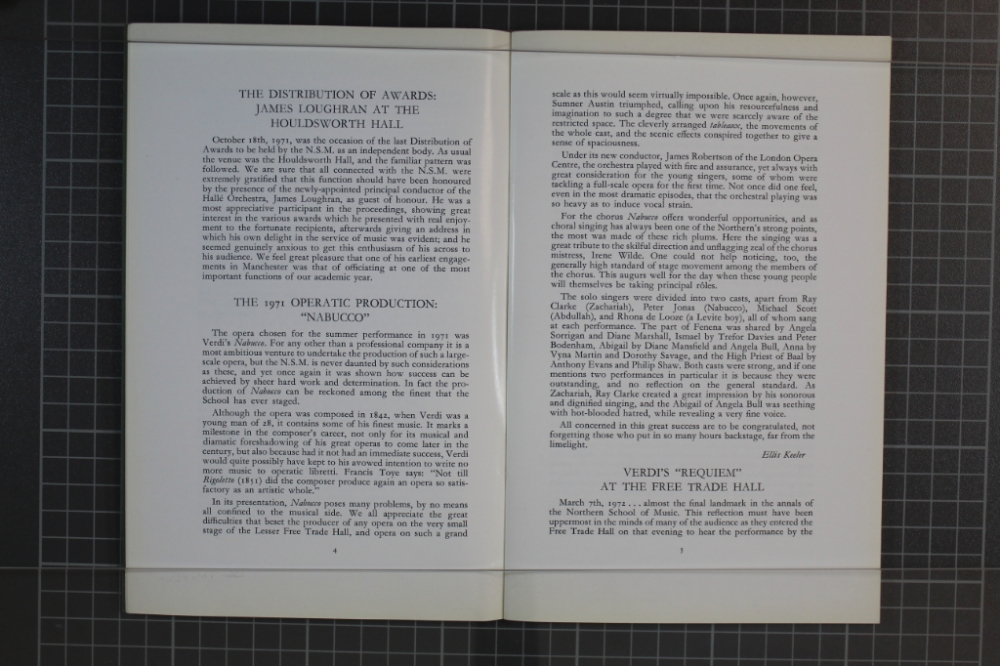 THE DISTRIBUTION OF AWARDS:
JAMES LOUGHRAN AT THE
HOULDSWORTH HALL
October 18th, 1971, was the occasion of the last Distribution of
Awards to be held by the N.S.M. as an independent body. As usual
the venue was the Houldsworth Hall, and the familiar pattern was
followed. We are sure that all connected with the N.S.M. were
extremely gratified that this function should have been honoured
by the presence of the newly-appointed principal conductor of the
Hallé Orchestra, James Loughran, as guest of honour. He was a
most appreciative participant in the proceedings, showing great
interest in the various awards which he presented with real enjoy-
ment to the fortunate recipients, afterwards giving an address in
which his own delight in the service of music was evident; and he
seemed genuinely anxious to get this enthusiasm of his across to
his audience. We feel great pleasure that one of his earliest engage-
ments in Manchester was that of officiating at one of the most
important functions of our academic year.
THE 1971 OPERATIC PRODUCTION:
“NABUCCO”
The opera chosen for the summer performance in 1971 was
Verdi's Nabucco. For any other than a professional company it is a
most ambitious venture to undertake the production of such a large-
scale opera, but the N.S.M. is never daunted by such considerations
as these, and yet once again it was shown how success can be
achieved by sheer hard work and determination. In fact the pro-
duction of Nabucco can be reckoned among the finest that the
School has ever staged.
Although the opera was composed in 1842, when Verdi was a
young man of 28, it contains some of his finest music. It marks a
milestone in the composer's career, not only for its musical and
dramatic foreshadowing of his great operas to come later in the
century, but also because had it not had an immediate success, Verdi
would quite possibly have kept to his avowed intention to write no
more music to operatic libretti. Francis Toye says: “Not till
Rigoletto (1851) did the composer produce again an opera so satis-
factory as an artistic whole.”
In its presentation, Nabucco poses many problems, by no means
all confined to the musical side. We all appreciate the great
difficulties that beset the producer of any opera on the very small
stage of the Lesser Free Trade Hall, and opera on such a grand
4
scale as this would seem virtually impossible. Once again, however,
Sumner Austin triumphed, calling upon his resourcefulness and
imagination to such a degree that we were scarcely aware of the
restricted space. The cleverly arranged tableaux, the movements of
the whole cast, and the scenic effects conspired together to give a
sense of spaciousness.
Under its new conductor, James Robertson of the London Opera
Centre, the orchestra played with fire and assurance, yet always with
great consideration for the young singers, some of whom were
tackling a full-scale opera for the first time. Not once did one feel,
even in the most dramatic episodes, that the orchestral playing was
so heavy as to induce vocal strain.
For the chorus Nabucco offers wonderful opportunities, and as
choral singing has always been one of the Northern's strong points,
the most was made of these rich plums. Here the singing was a
great tribute to the skilful direction and unflagging zeal of the chorus
mistress, Irene Wilde. One could not help noticing, too, the
generally high standard of stage movement among the members of
the chorus. This augurs well for the day when these young people
will themselves be taking principal rôles.
The solo singers were divided into two casts, apart from Ray
Clarke (Zachariah), Peter Jonas (Nabucco), Michael Scott
(Abdullah), and Rhona de Looze (a Levite boy), all of whom sang
at each performance. The part of Fenena was shared by Angela
Sorrigan and Diane Marshall, Ismael by Trefor Davies and Peter
Bodenham, Abigail by Diane Mansfield and Angela Bull, Anna by
Vyna Martin and Dorothy Savage, and the High Priest of Baal by
Anthony Evans and Philip Shaw. Both casts were strong, and if one
mentions two performances in particular it is because they were
outstanding, and no reflection on the general standard. As
Zachariah, Ray Clarke created a great impression by his sonorous
and dignified singing, and the Abigail of Angela Bull was seething
with hot-blooded hatred, while revealing a very fine voice.
All concerned in this great success are to be congratulated, not
forgetting those who put in so many hours backstage, far from the
limelight.
Ellis Keeler
VERDI'S “REQUIEM”
AT THE FREE TRADE HALL
March 7th, 1972 . . . almost the final landmark in the annals of
the Northern School of Music. This reflection must have been
uppermost in the minds of many of the audience as they entered the
Free Trade Hall on that evening to hear the performance by the
5